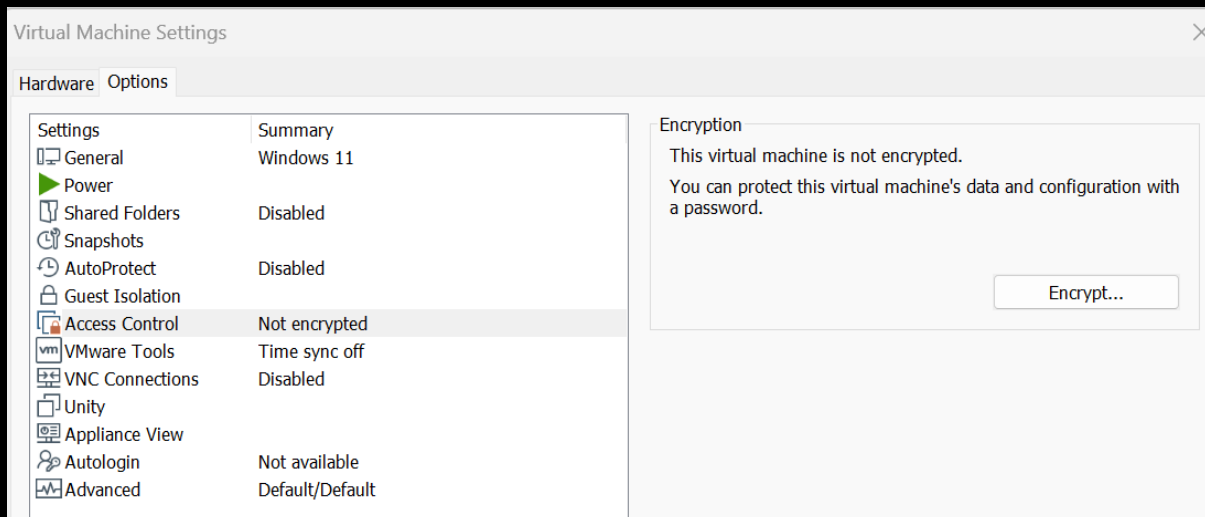 Virtual Machine Settings
Hardware Options
Settings Summary
General Windows 11
Power
Shared Folders Disabled
Snapshots
AutoProtect Disabled
Guest Isolation
Access Control Not encrypted
vm VMware Tools Time sync off
VNC Connections Disabled
Unity
Appliance View
Autologin Not available
Advanced Default/Default
Encryption
This virtual machine is not encrypted.
You can protect this virtual machine's data and configuration with
a password.
Encrypt...